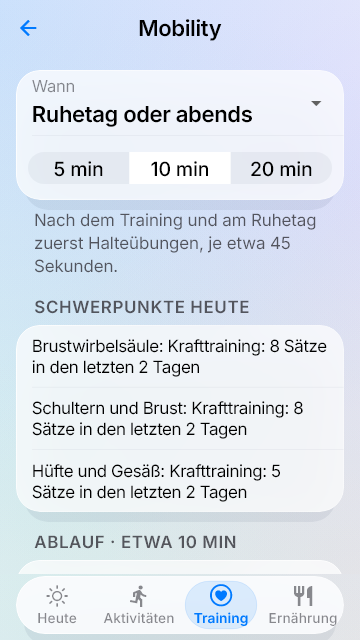 Mobility
Wann
Ruhetag oder abends
5 min 10 min 20 min
Nach dem Training und am Ruhetag
zuerst Halteübungen, je etwa 45
Sekunden.
SCHWERPUNKTE HEUTE
Brustwirbelsäule: Krafttraining: 8 Sätze
in den letzten 2 Tagen
Schultern und Brust: Krafttraining: 8
Sätze in den letzten 2 Tagen
Hüfte und Gesäß: Krafttraining: 5
Sätze in den letzten 2 Tagen
ABLAUF · ETWA 10 MIN
Heute Aktivitäten Training Ernährung